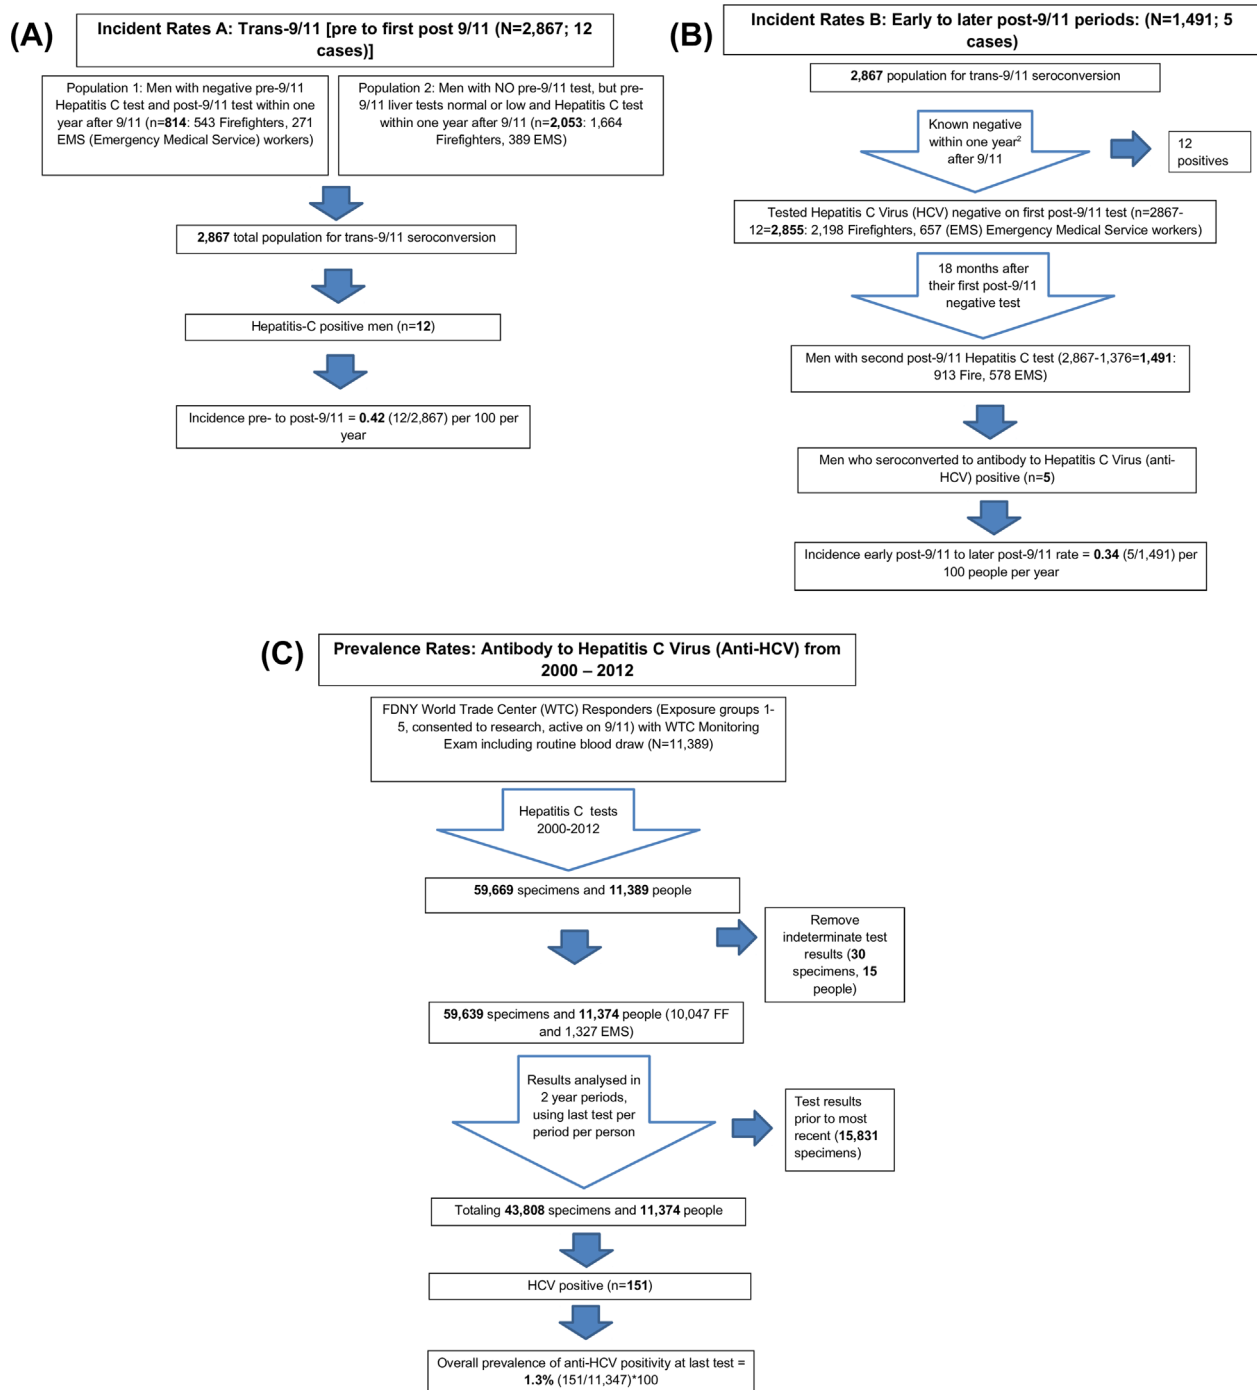 (A)
Incident Rates A: Trans-9/11 [pre to first post 9/11 (N=2,867; 12
cases)]
Population 1: Men with negative pre-9/11
Hepatitis C test and post-9/11 test within one
year after 9/11 (n=814: 543 Firefighters, 271
EMS (Emergency Medical Service) workers)
Population 2: Men with NO pre-9/11 test, but pre-
9/11 liver tests normal or low and Hepatitis C test
within one year after 9/11 (n=2,053: 1,664
Firefighters, 389 EMS)
2,867 total population for trans-9/11 seroconversion
Hepatitis-C positive men (n=12)
Incidence pre- to post-9/11 = 0.42 (12/2,867) per 100 per
year
(B)
Incident Rates B: Early to later post-9/11 periods: (N=1,491; 5
cases)
2,867 population for trans-9/11 seroconversion
Known negative
within one year2
after 9/11
12
positives
Tested Hepatitis C Virus (HCV) negative on first post-9/11 test (n=2867-
12=2,855: 2,198 Firefighters, 657 (EMS) Emergency Medical Service workers)
18 months after
their first post-9/11
negative test
Men with second post-9/11 Hepatitis C test (2,867-1,376=1,491:
913 Fire, 578 EMS)
Men who seroconverted to antibody to Hepatitis C Virus (anti-
HCV) positive (n=5)
Incidence early post-9/11 to later post-9/11 rate = 0.34 (5/1,491) per
100 people per year
(C)
Prevalence Rates: Antibody to Hepatitis C Virus (Anti-HCV) from
2000 – 2012
FDNY World Trade Center (WTC) Responders (Exposure groups 1-
5, consented to research, active on 9/11) with WTC Monitoring
Exam including routine blood draw (N=11,389)
Hepatitis C tests
2000-2012
59,669 specimens and 11,389 people
Remove
indeterminate test
results (30
specimens, 15
people)
59,639 specimens and 11,374 people (10,047 FF
and 1,327 EMS)
Results analysed in
2 year periods,
using last test per
period per person
Test results
prior to most
recent (15,831
specimens)
Totaling 43,808 specimens and 11,374 people
HCV positive (n=151)
Overall prevalence of anti-HCV positivity at last test =
1.3% (151/11,347)*100